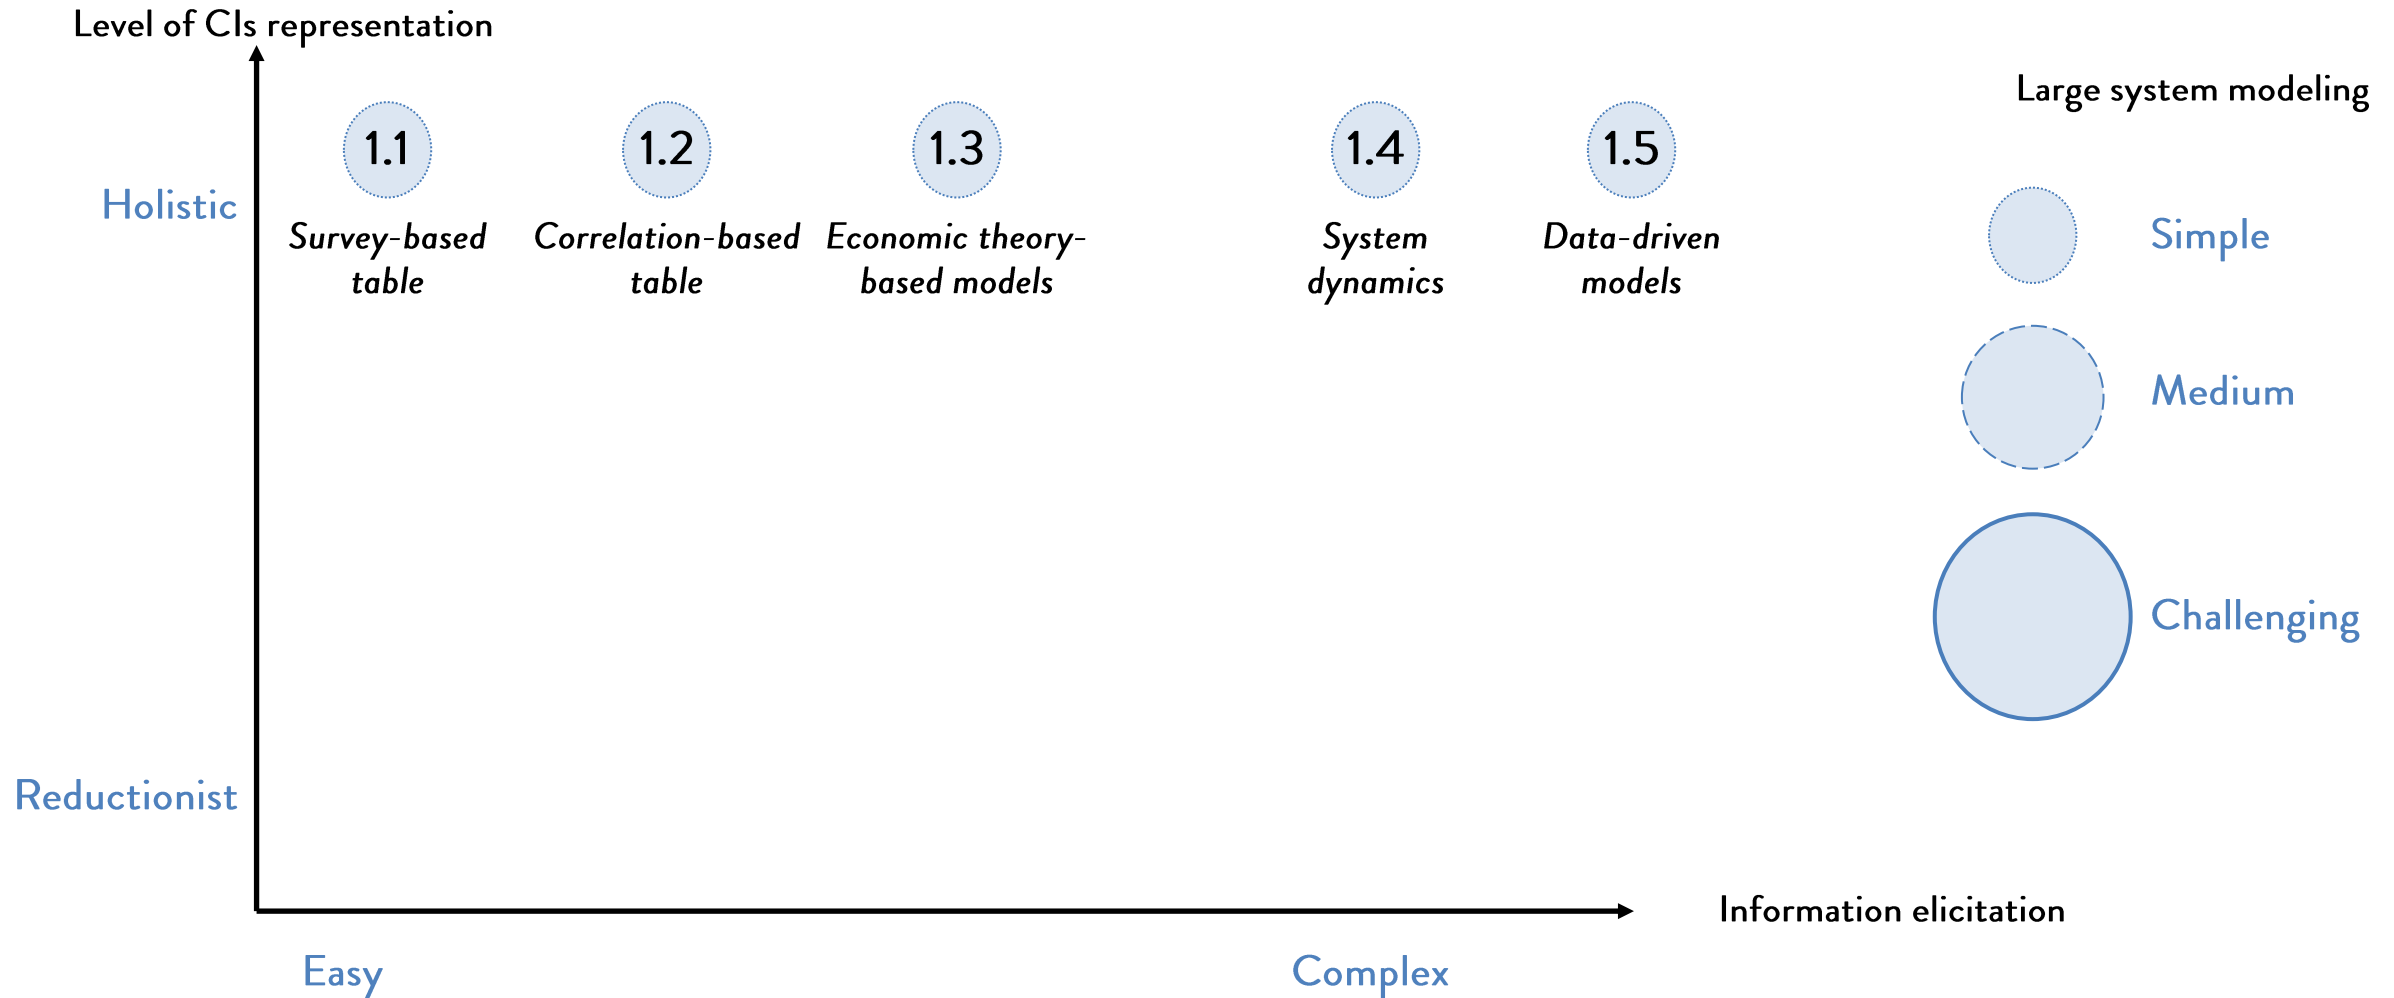 Level of CIs representation
Large system modeling
1.1
1.2
1.3
1.4
1.5
Holistic
Survey-based
table
Correlation-based
table
Economic theory-
based models
System
dynamics
Data-driven
models
Simple
Medium
Challenging
Reductionist
Information elicitation
Easy
Complex